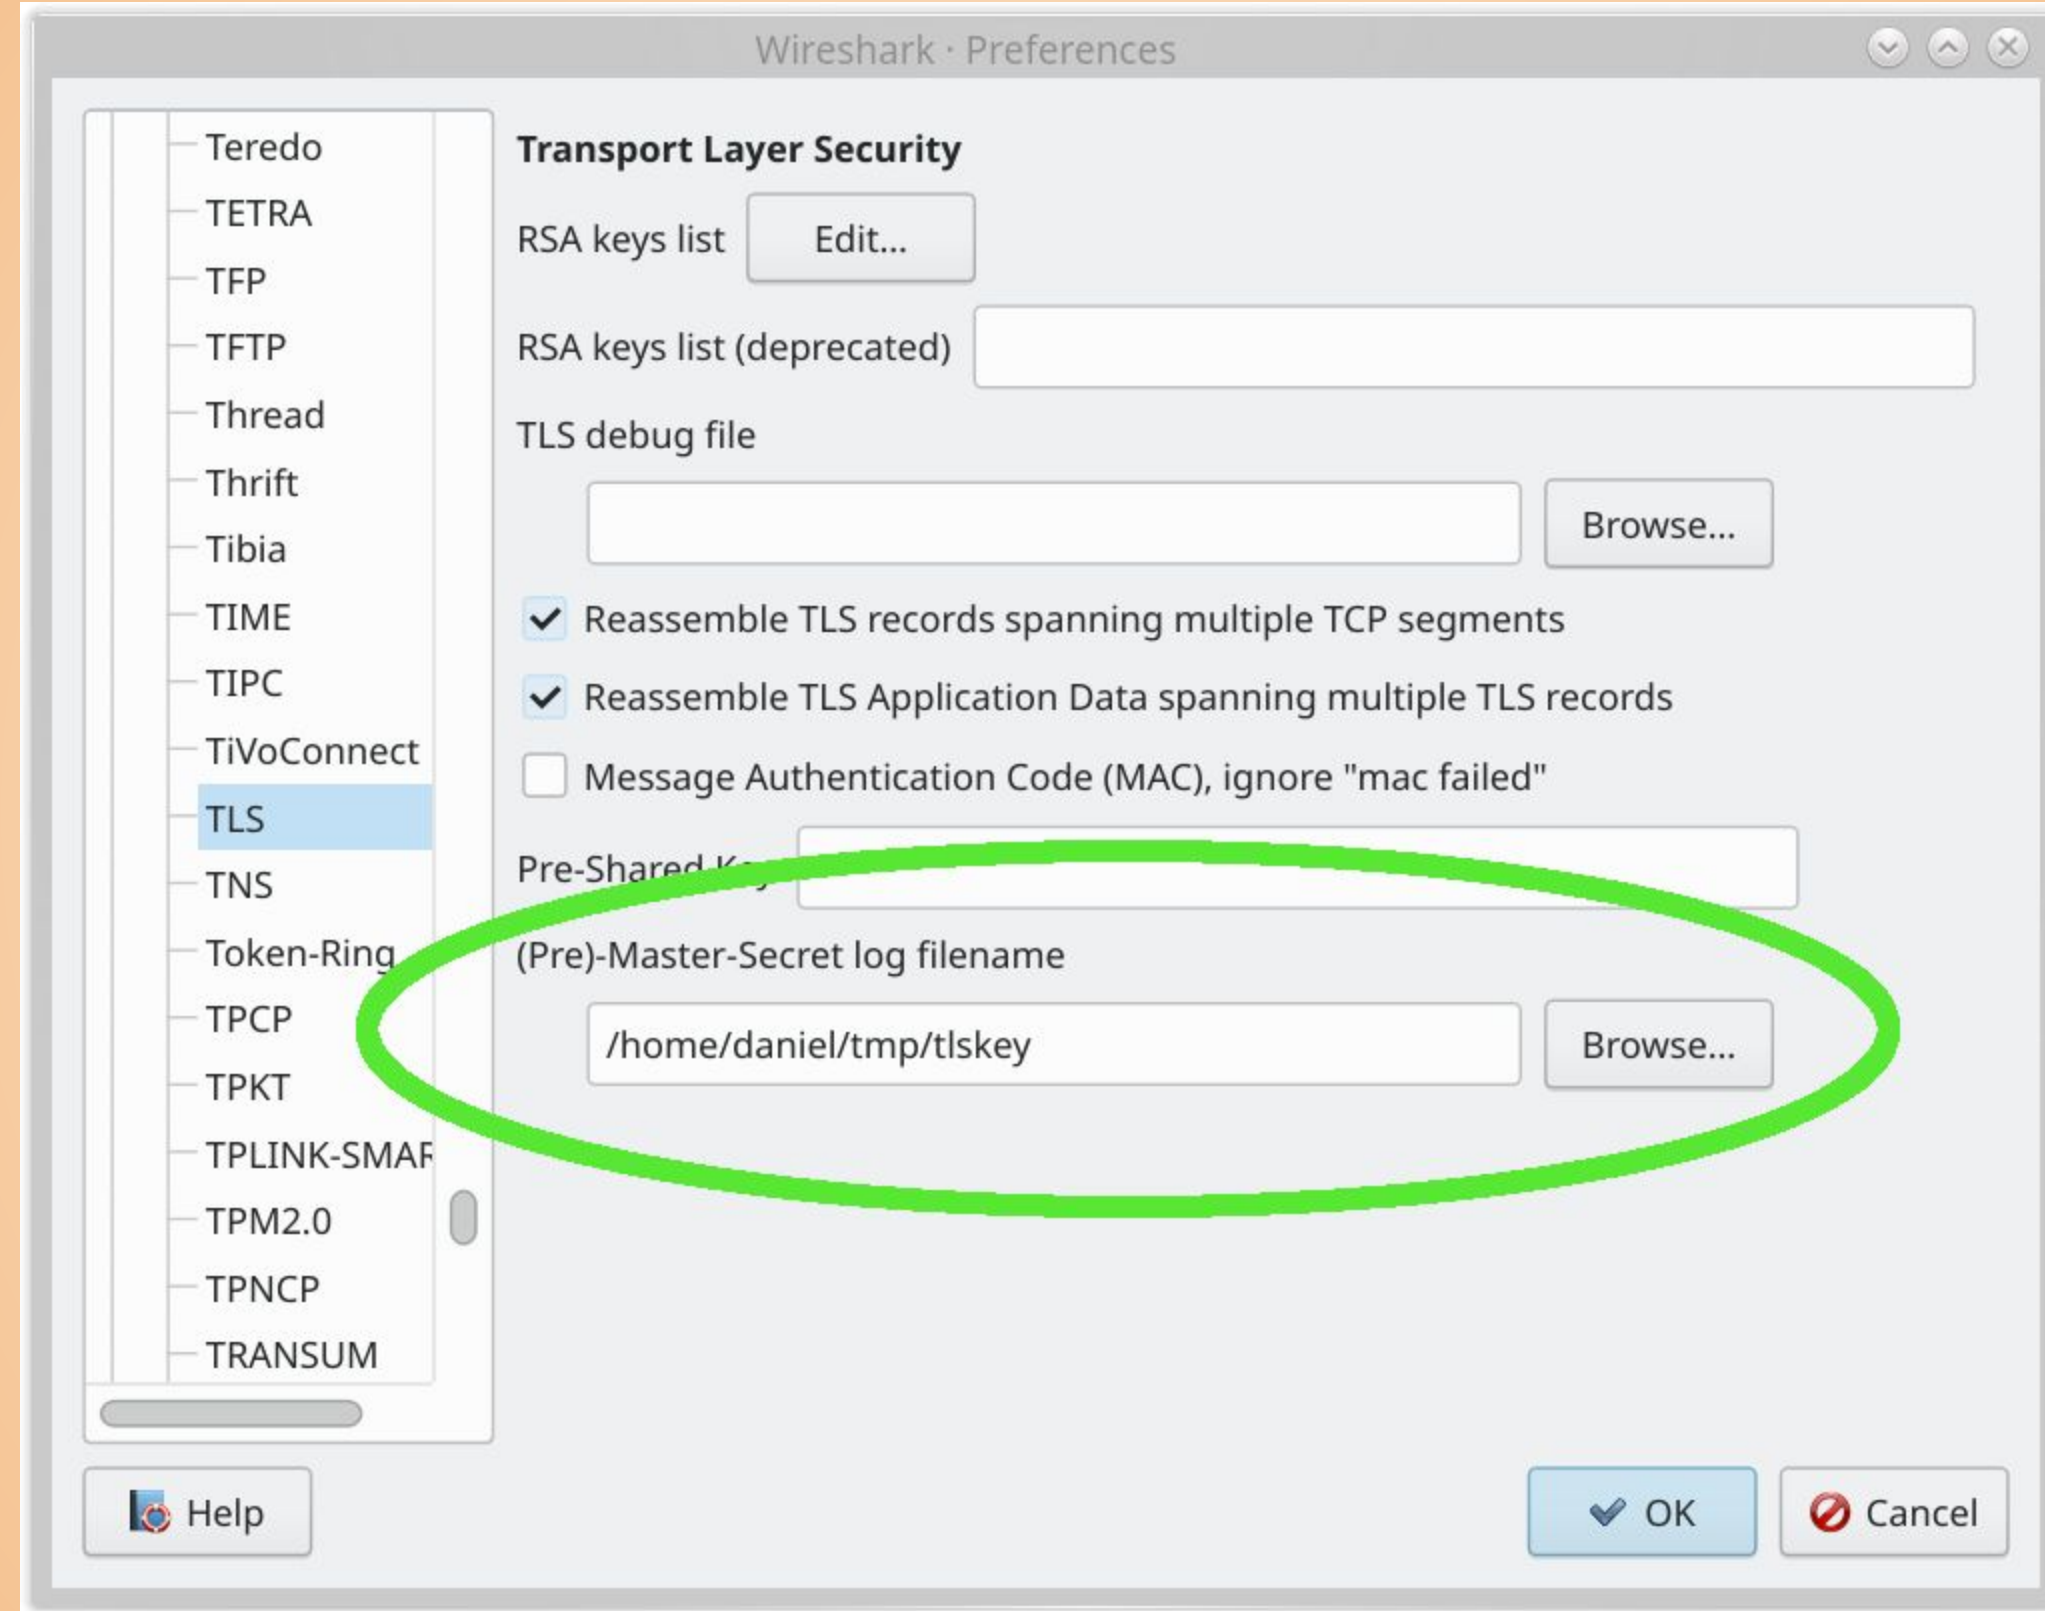 Wireshark · Preferences
Teredo
TETRA
TFP
TFTP
Thread
Thrift
Tibia
TIME
TIPC
TiVoConnect
TLS
TNS
Token-Ring
TPCP
TPKT
TPLINK-SMAR
TPM2.0
TPNCP
TRANSUM
Transport Layer Security
RSA keys list Edit...
RSA keys list (deprecated)
TLS debug file
Browse...
Reassemble TLS records spanning multiple TCP segments
Reassemble TLS Application Data spanning multiple TLS records
Message Authentication Code (MAC), ignore "mac failed"
Pre-Shared Key
(Pre)-Master-Secret log filename
/home/daniel/tmp/tlskey Browse...
Help
OK
Cancel